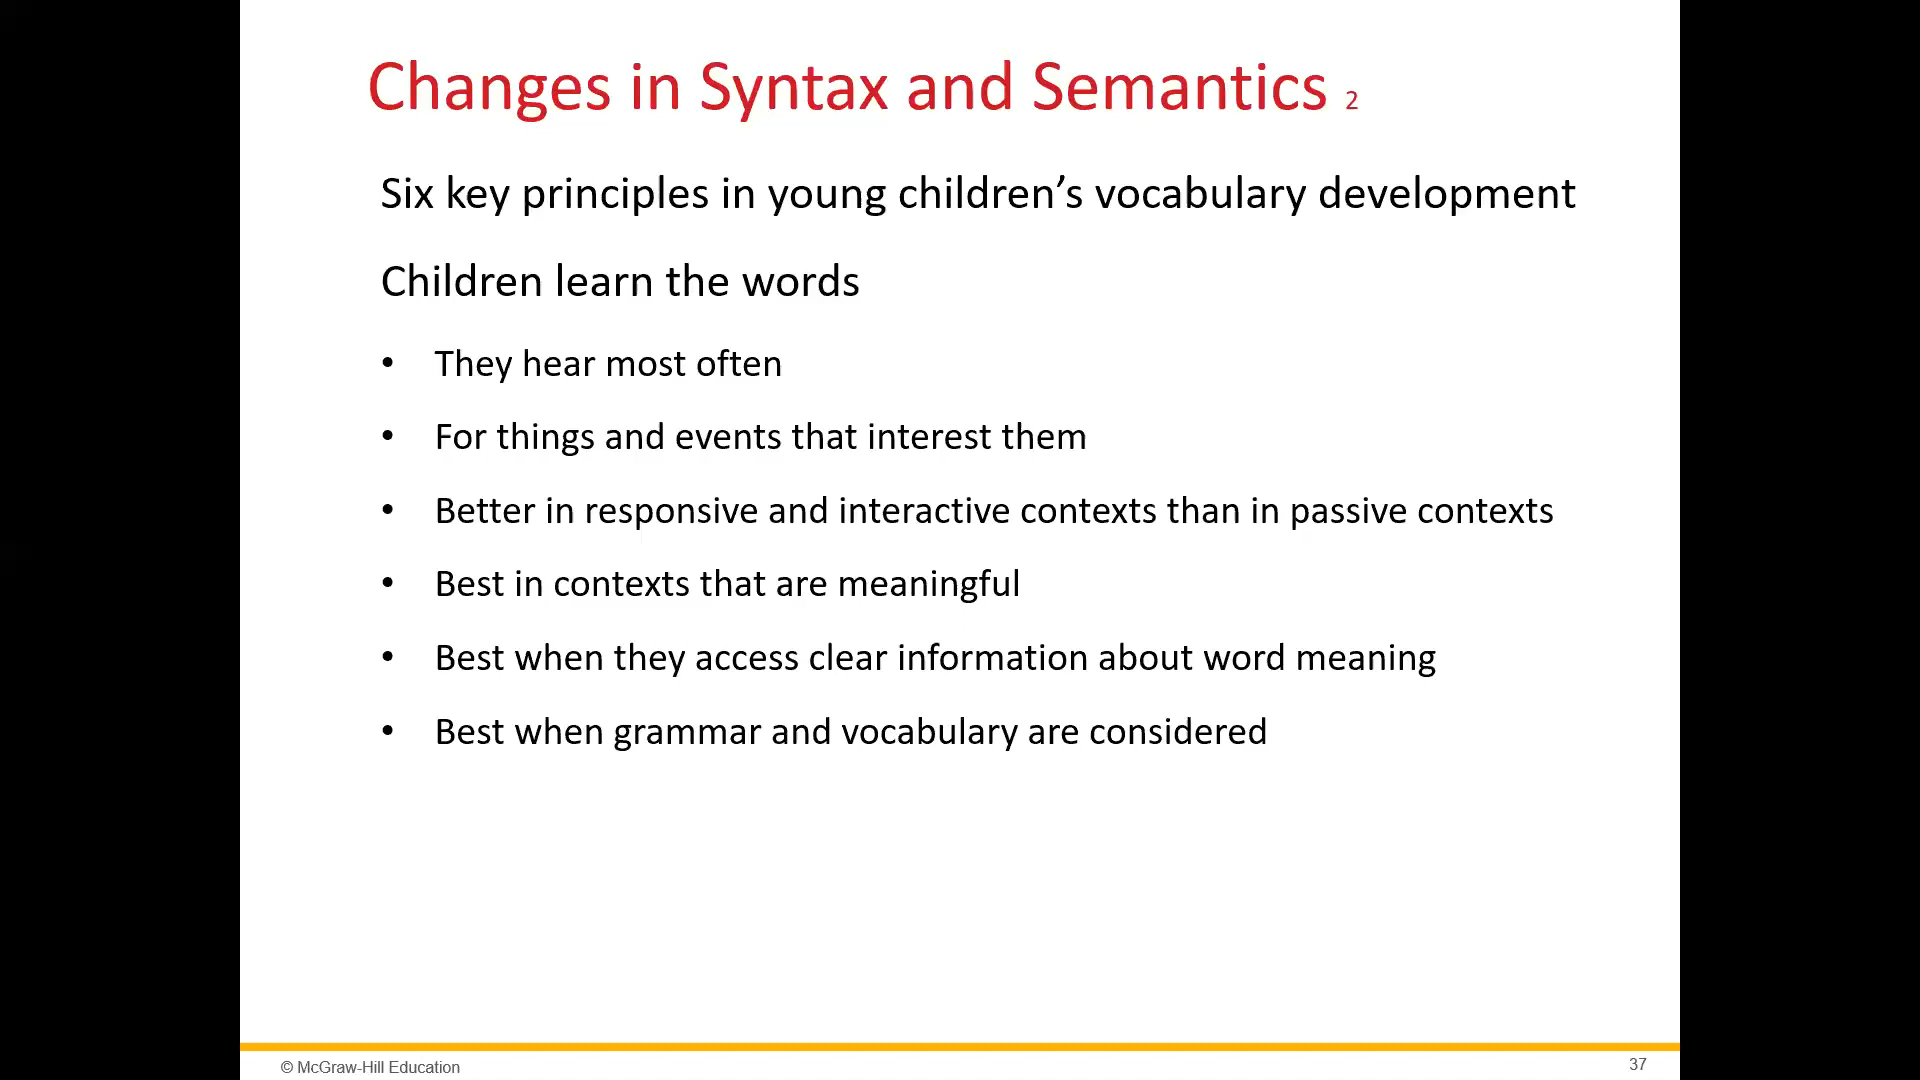 Changes in Syntax and Semantics 2
Six key principles in young children’s vocabulary development
Children learn the words
• They hear most often
• For things and events that interest them
• Better in responsive and interactive contexts than in passive contexts
• Best in contexts that are meaningful
• Best when they access clear information about word meaning
• Best when grammar and vocabulary are considered
© McGraw-Hill Education
37